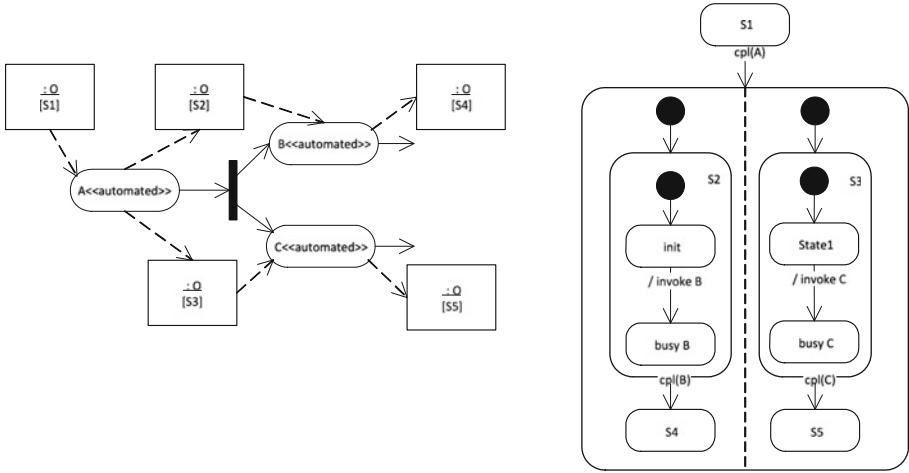 : O
[S1]
: O
[S2]
: O
[S4]
B<<automated>>
A<<automated>>
C<<automated>>
: O
[S3]
: O
[S5]
S1
cpl(A)
S2
S3
init
State1
/ invoke B
/ invoke C
busy B
busy C
cpl(B)
cpl(C)
S4
S5